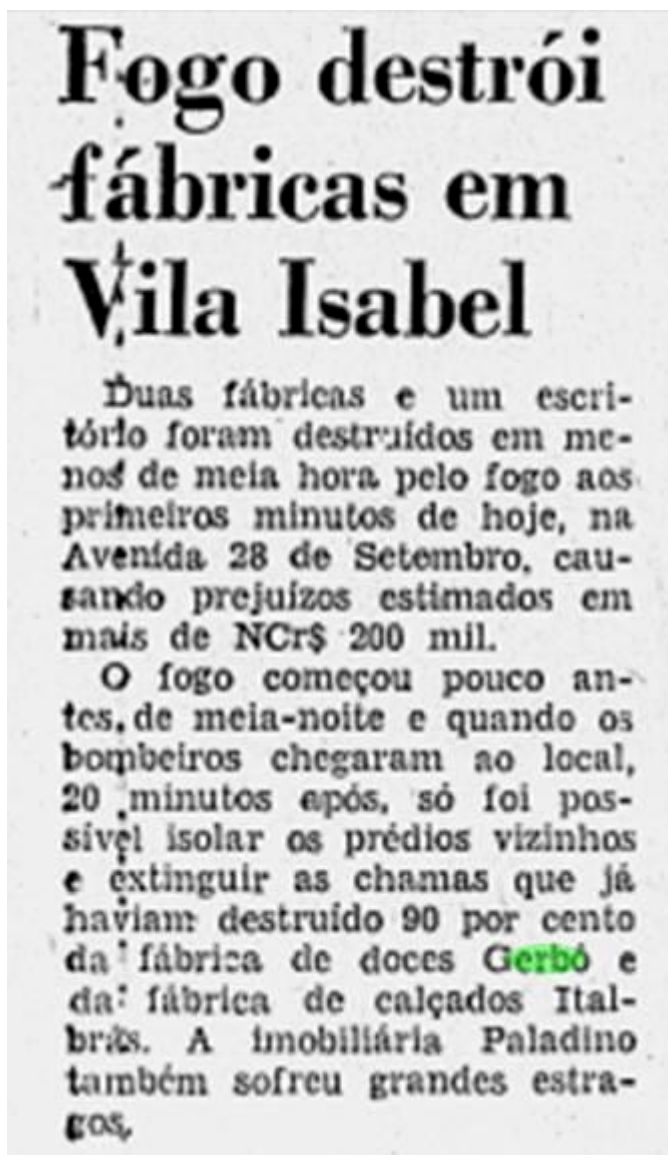 Fogo destrói
fábricas em
Vila Isabel
Duas fábricas e um escri-
tório foram destruídos em me-
nos de meia hora pelo fogo aos
primeiros minutos de hoje, na
Avenida 28 de Setembro, cau-
sando prejuízos estimados em
mais de NCr$ 200 mil.
O fogo começou pouco an-
tes, de meia-noite e quando os
bombeiros chegaram ao local,
20 minutos após, só foi pos-
sível isolar os prédios vizinhos
e extinguir as chamas que já
haviam destruído 90 por cento
da fábrica de doces Gerbô e
da fábrica de calçados Ital-
brás. A imobiliária Paladino
também sofreu grandes estra-
gos.